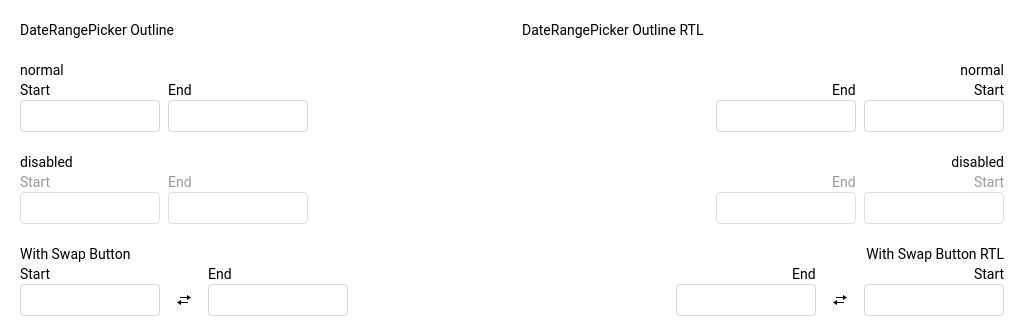 DateRangePicker Outline
normal
Start End
disabled
Start End
With Swap Button
Start End
DateRangePicker Outline RTL
normal
End Start
disabled
End Start
With Swap Button RTL
End Start